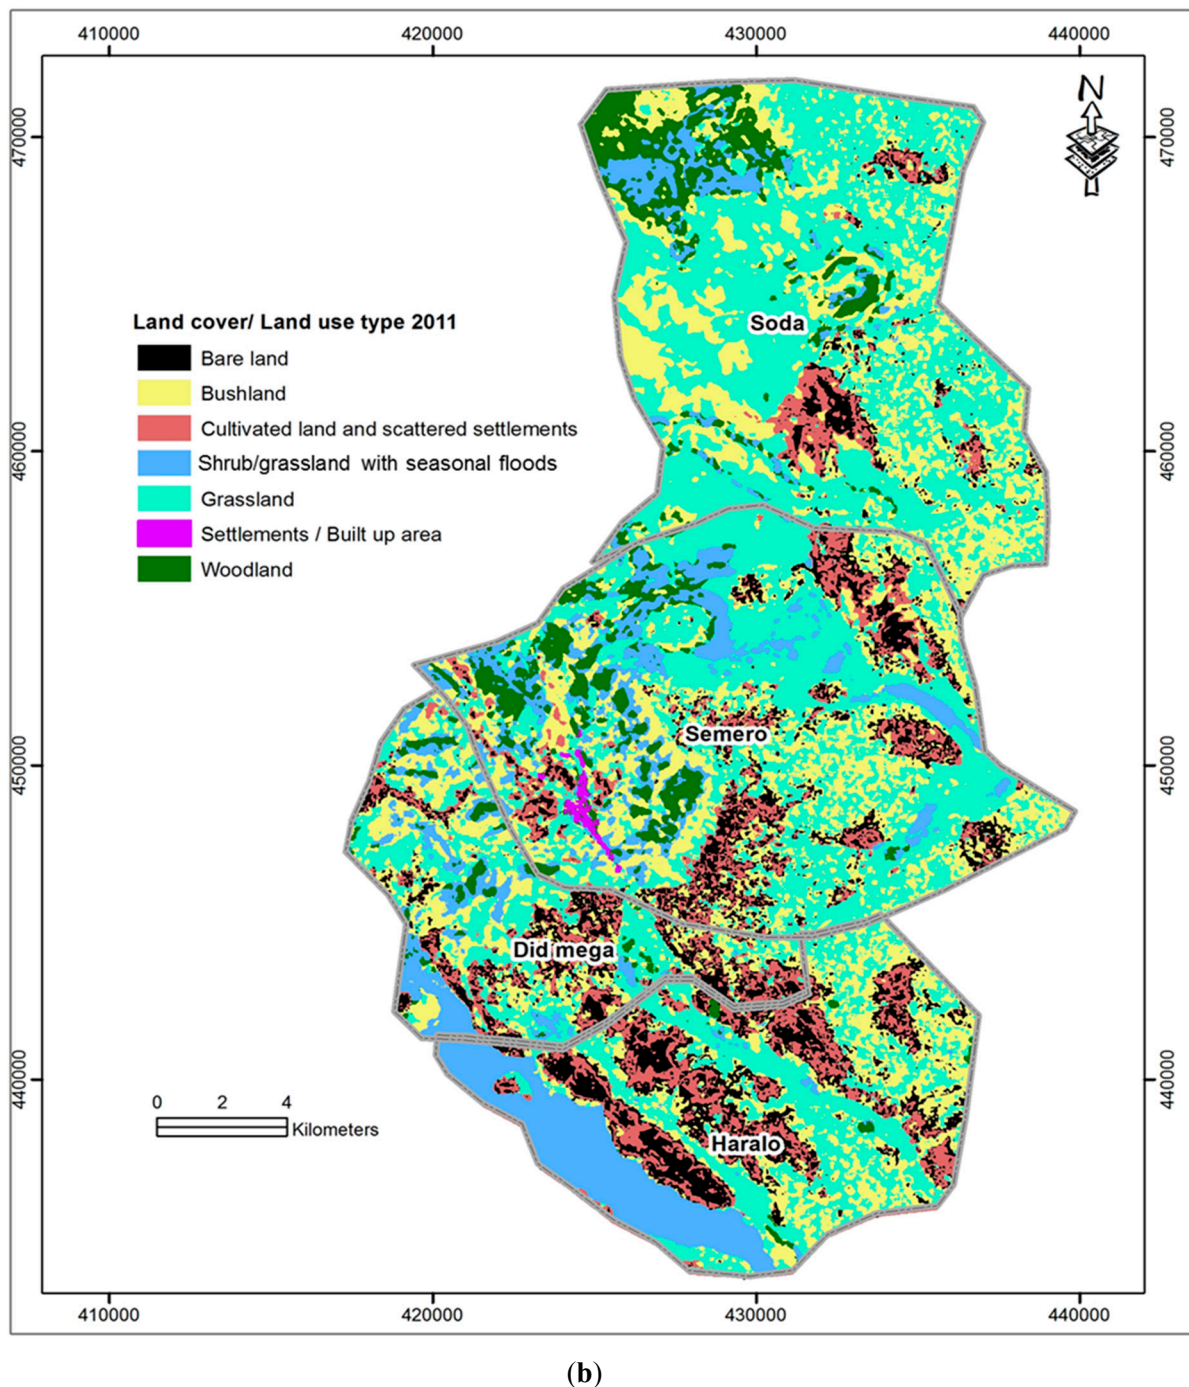 410000 420000 430000 440000
N
470000 470000
Land cover/ Land use type 2011
Bare land
Bushland
Cultivated land and scattered settlements
Shrub/grassland with seasonal floods
Grassland
Settlements / Built up area
Woodland
Soda
460000 460000
Semero
450000 450000
Did mega
440000 440000
0 2 4
Kilometers
Haralo
410000 420000 430000 440000
(b)